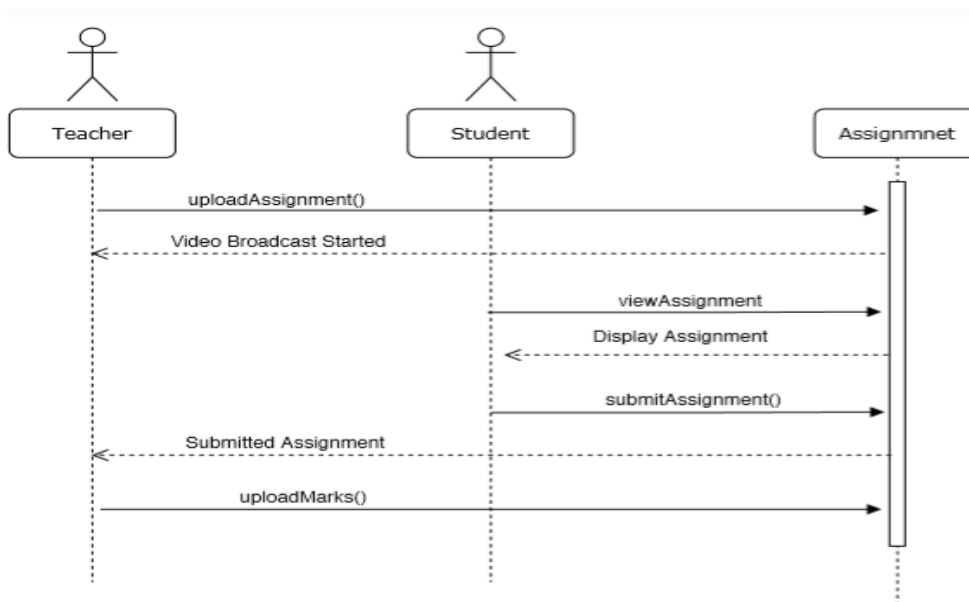 Teacher
Student
Assignmnet
uploadAssignment()
Video Broadcast Started
viewAssignment
Display Assignment
submitAssignment()
Submitted Assignment
uploadMarks()